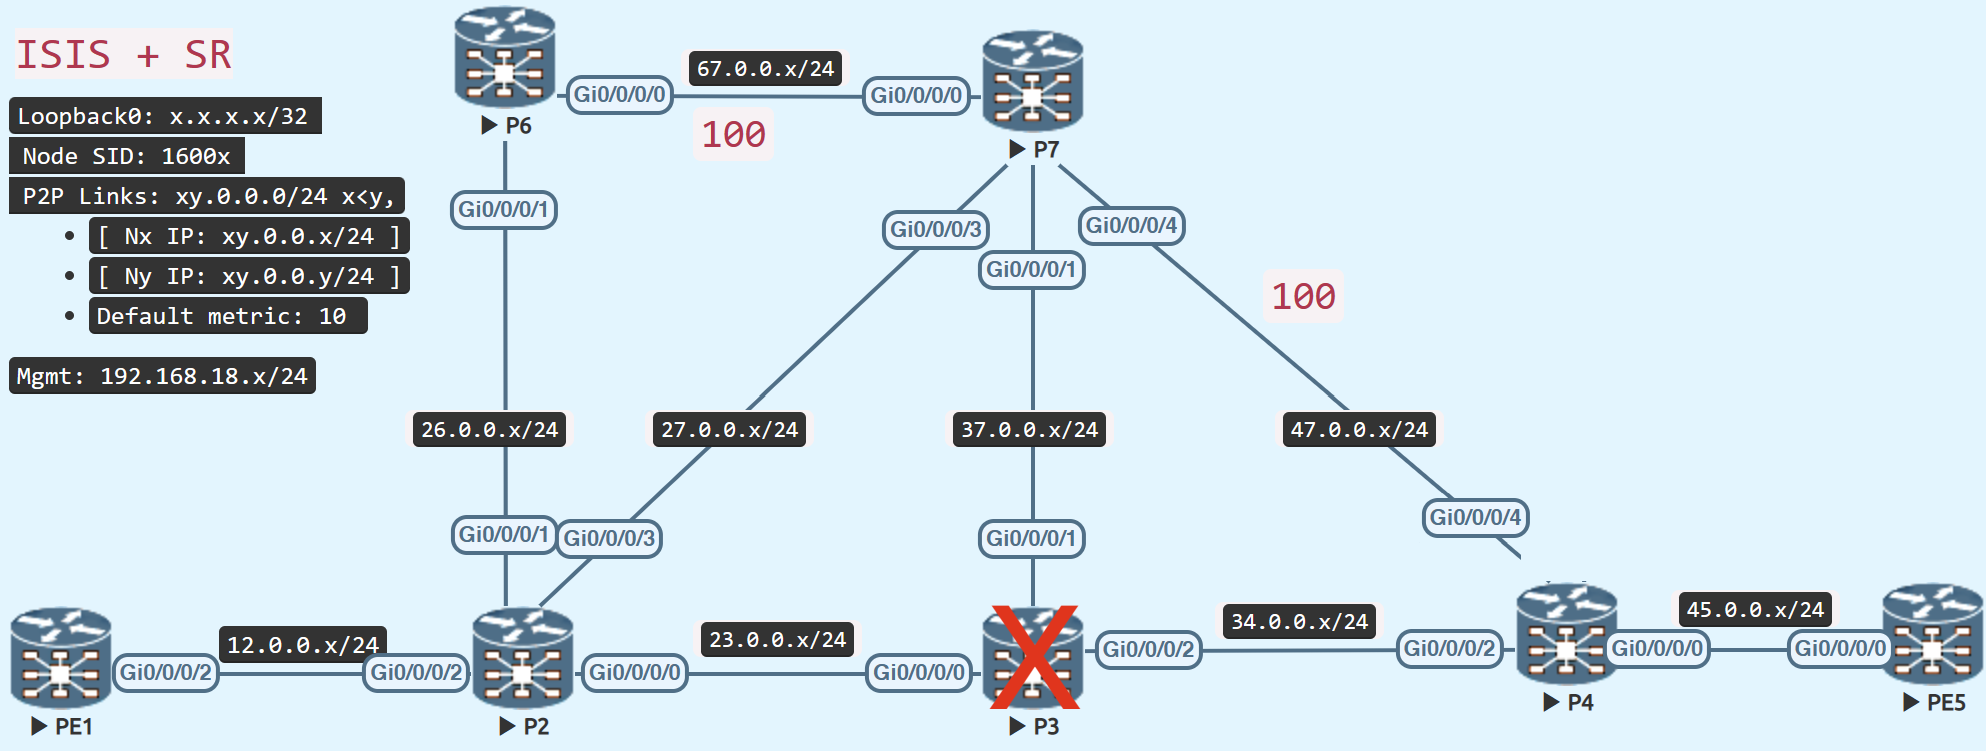 ISIS + SR
Loopback0: x.x.x.x/32
Node SID: 1600x
P2P Links: xy.0.0.0/24 x<y,
• [ Nx IP: xy.0.0.x/24 ]
• [ Ny IP: xy.0.0.y/24 ]
• Default metric: 10
Mgmt: 192.168.18.x/24
67.0.0.x/24
Gi0/0/0/0
Gi0/0/0/0
100
P6
P7
Gi0/0/0/1
Gi0/0/0/3
Gi0/0/0/4
Gi0/0/0/1
100
26.0.0.x/24
27.0.0.x/24
37.0.0.x/24
47.0.0.x/24
Gi0/0/0/4
Gi0/0/0/1
Gi0/0/0/3
Gi0/0/0/1
12.0.0.x/24
23.0.0.x/24
34.0.0.x/24
45.0.0.x/24
Gi0/0/0/2
Gi0/0/0/2
Gi0/0/0/0
Gi0/0/0/0
Gi0/0/0/2
Gi0/0/0/2
Gi0/0/0/0
Gi0/0/0/0
PE1
P2
P3
P4
PE5